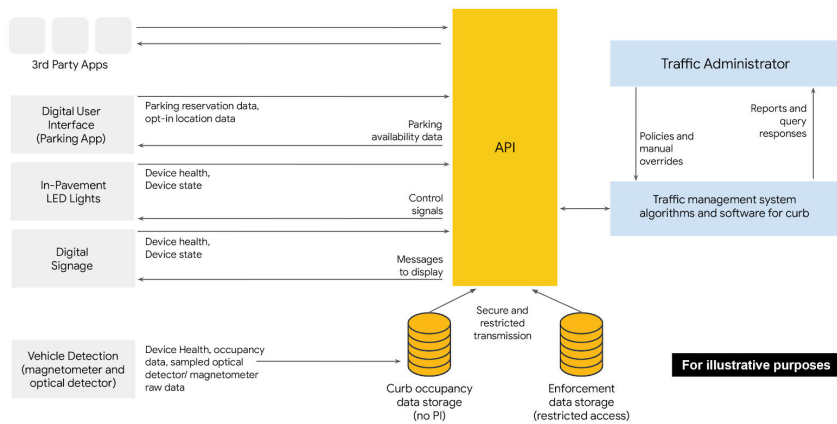 3rd Party Apps
Digital User
Interface
(Parking App)
Parking reservation data,
opt-in location data
Parking
availability data
In-Pavement
LED Lights
Device health,
Device state
Control
signals
Digital
Signage
Device health,
Device state
Messages
to display
API
Traffic Administrator
Policies and
manual
overrides
Reports and
query
responses
Traffic management system
algorithms and software for curb
Secure and
restricted
transmission
Vehicle Detection
(magnetometer and
optical detector)
Device Health, occupancy
data, sampled optical
detector/ magnetometer
raw data
Curb occupancy
data storage
(no PI)
Enforcement
data storage
(restricted access)
For illustrative purposes